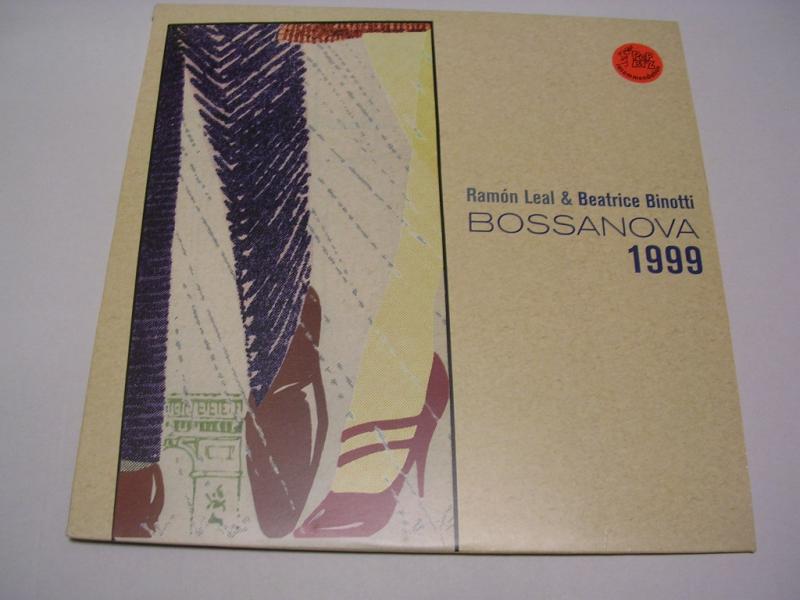 Ramón Leal & Beatrice Binotti
BOSSANOVA
1999